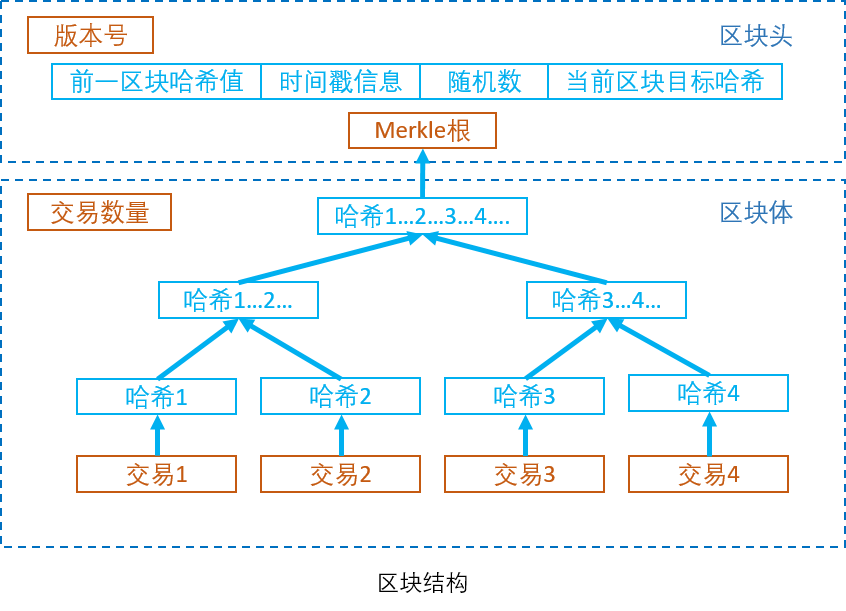 版本号
区块头
前一区块哈希值 时间戳信息 随机数 当前区块目标哈希
Merkle根
交易数量
哈希1...2...3...4....
区块体
哈希1...2... 哈希3...4...
哈希1 哈希2 哈希3 哈希4
交易1 交易2 交易3 交易4
区块结构